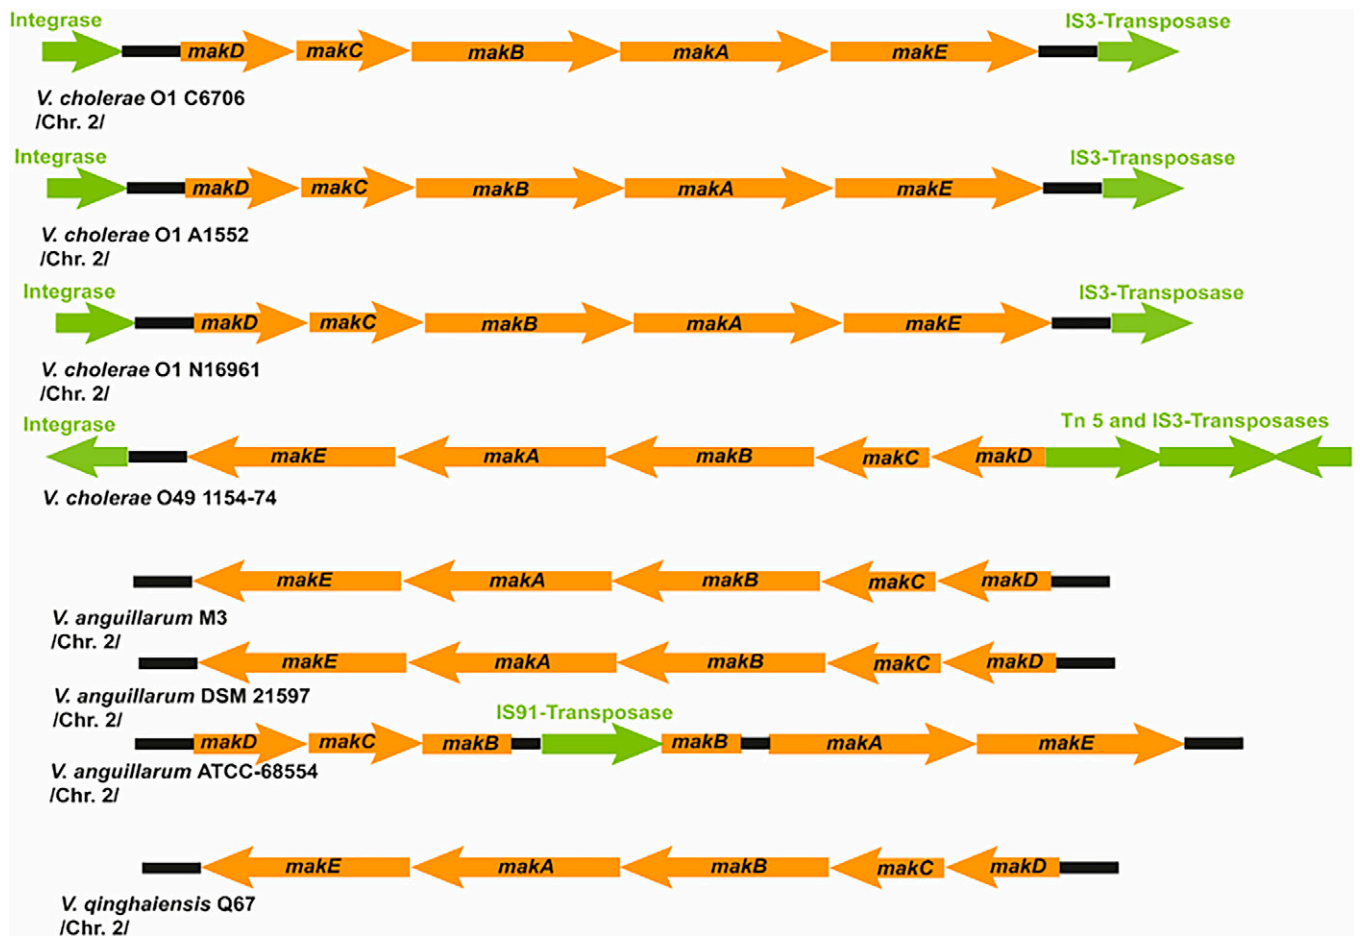 Integrase IS3-Transposase
makD makC makB makA makE
V. cholerae O1 C6706
/Chr. 2/
Integrase IS3-Transposase
makD makC makB makA makE
V. cholerae O1 A1552
/Chr. 2/
Integrase IS3-Transposase
makD makC makB makA makE
V. cholerae O1 N16961
/Chr. 2/
Integrase Tn 5 and IS3-Transposases
makE makA makB makC makD
V. cholerae O49 1154-74
makE makA makB makC makD
V. anguillarum M3
/Chr. 2/
makE makA makB makC makD
V. anguillarum DSM 21597
/Chr. 2/
IS91-Transposase
makD makC makB makB makA makE
V. anguillarum ATCC-68554
/Chr. 2/
makE makA makB makC makD
V. qinghaiensis Q67
/Chr. 2/